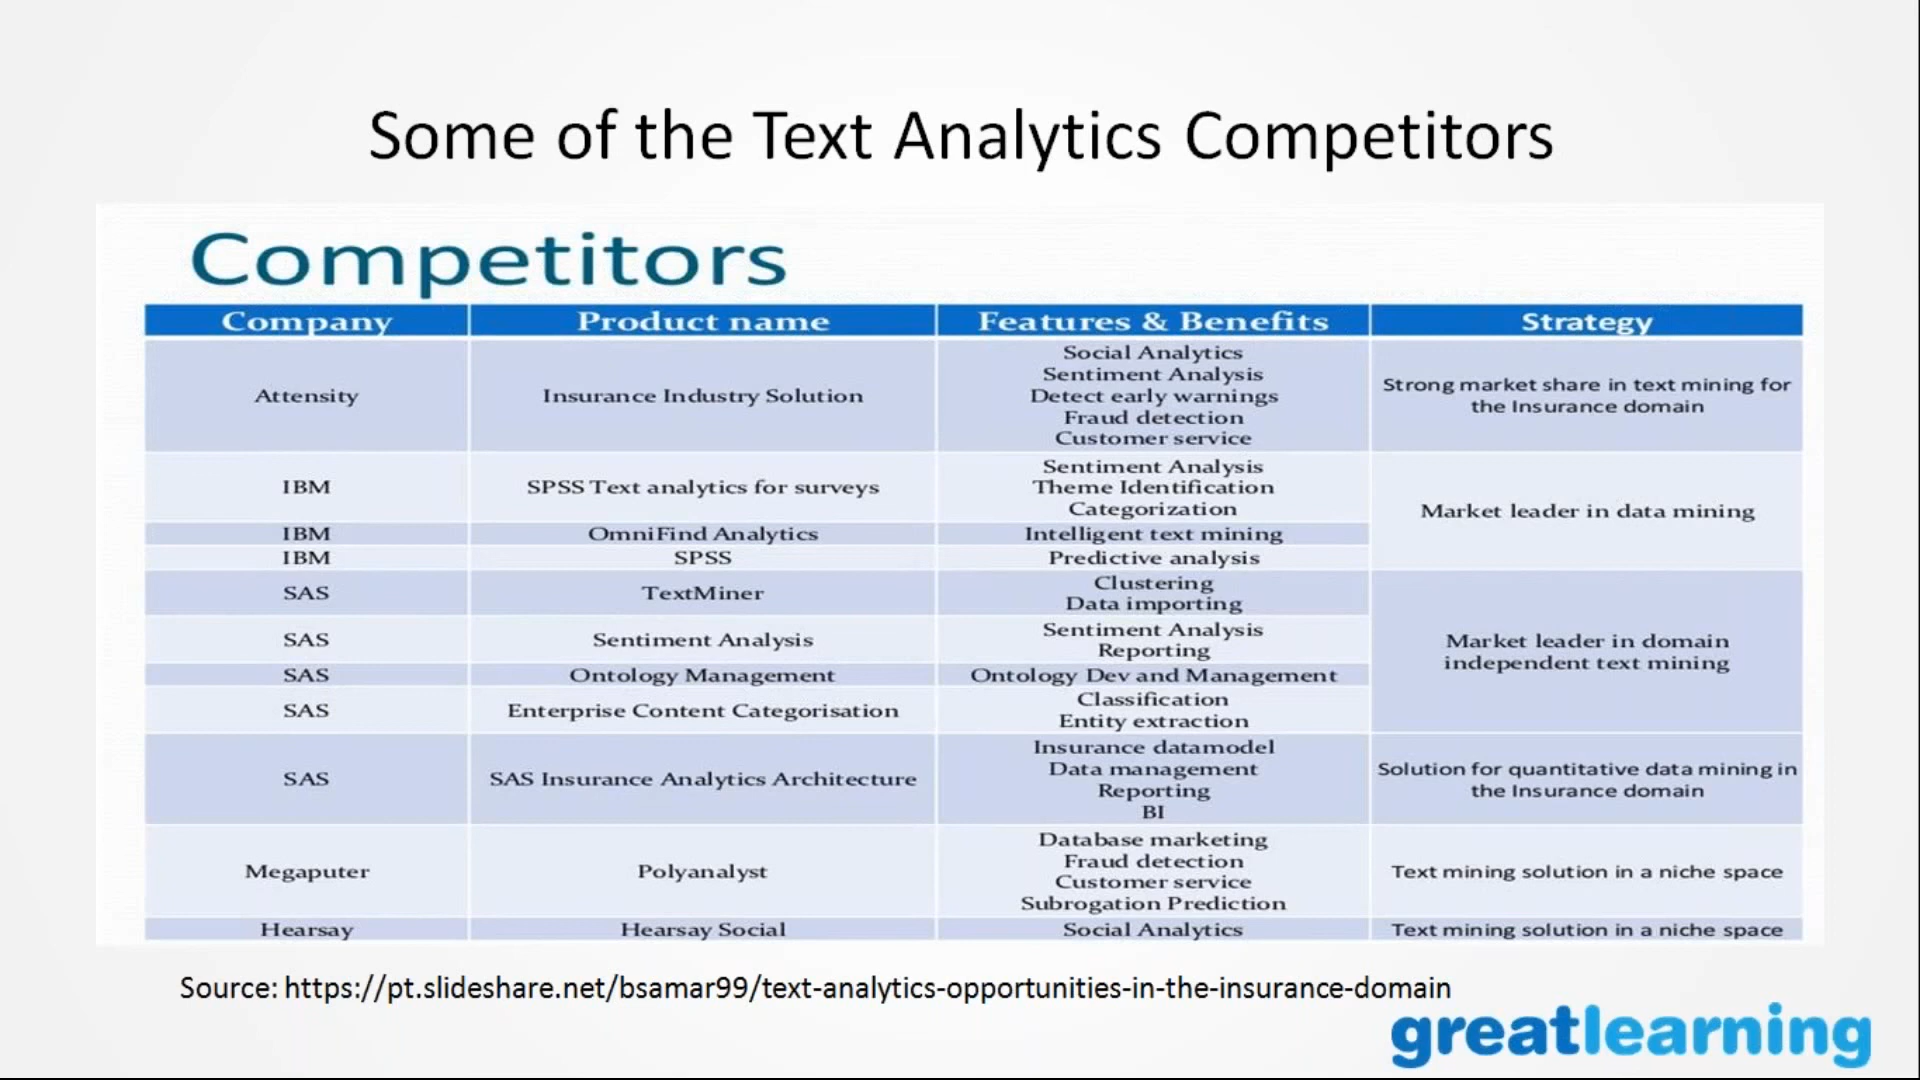 Some of the Text Analytics Competitors
Competitors
Company Product name Features & Benefits Strategy
Attensity Insurance Industry Solution
Social Analytics
Sentiment Analysis
Detect early warnings
Fraud detection
Customer service
Strong market share in text mining for
the Insurance domain
IBM SPSS Text analytics for surveys
Sentiment Analysis
Theme Identification
Categorization
Market leader in data mining
IBM OmniFind Analytics Intelligent text mining
IBM SPSS Predictive analysis
SAS TextMiner
Clustering
Data importing
Market leader in domain
independent text mining
SAS Sentiment Analysis
Sentiment Analysis
Reporting
SAS Ontology Management Ontology Dev and Management
SAS Enterprise Content Categorisation
Classification
Entity extraction
SAS SAS Insurance Analytics Architecture
Insurance datamodel
Data management
Reporting
BI
Solution for quantitative data mining in
the Insurance domain
Megaputer Polyanalyst
Database marketing
Fraud detection
Customer service
Subrogation Prediction
Text mining solution in a niche space
Hearsay Hearsay Social Social Analytics Text mining solution in a niche space
Source: https://pt.slideshare.net/bsamar99/text-analytics-opportunities-in-the-insurance-domain
greatlearning